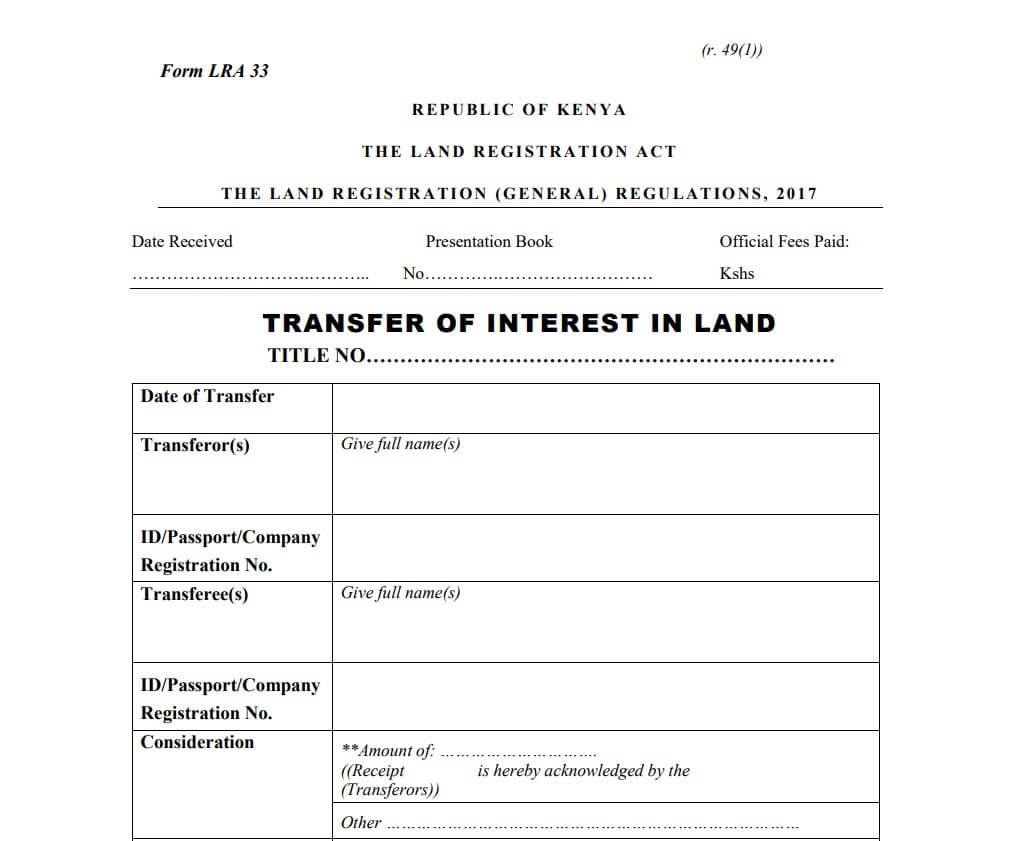 (r. 49(1))
Form LRA 33
REPUBLIC OF KENYA
THE LAND REGISTRATION ACT
THE LAND REGISTRATION (GENERAL) REGULATIONS, 2017
Date Received Presentation Book Official Fees Paid:
………………………….……….. No………….……………………… Kshs
TRANSFER OF INTEREST IN LAND
TITLE NO……………………………………………………………
Date of Transfer
Transferor(s) Give full name(s)
ID/Passport/Company
Registration No.
Transferee(s) Give full name(s)
ID/Passport/Company
Registration No.
Consideration **Amount of: ………………………….
((Receipt is hereby acknowledged by the
(Transferors))
Other ………………………………………………………………………